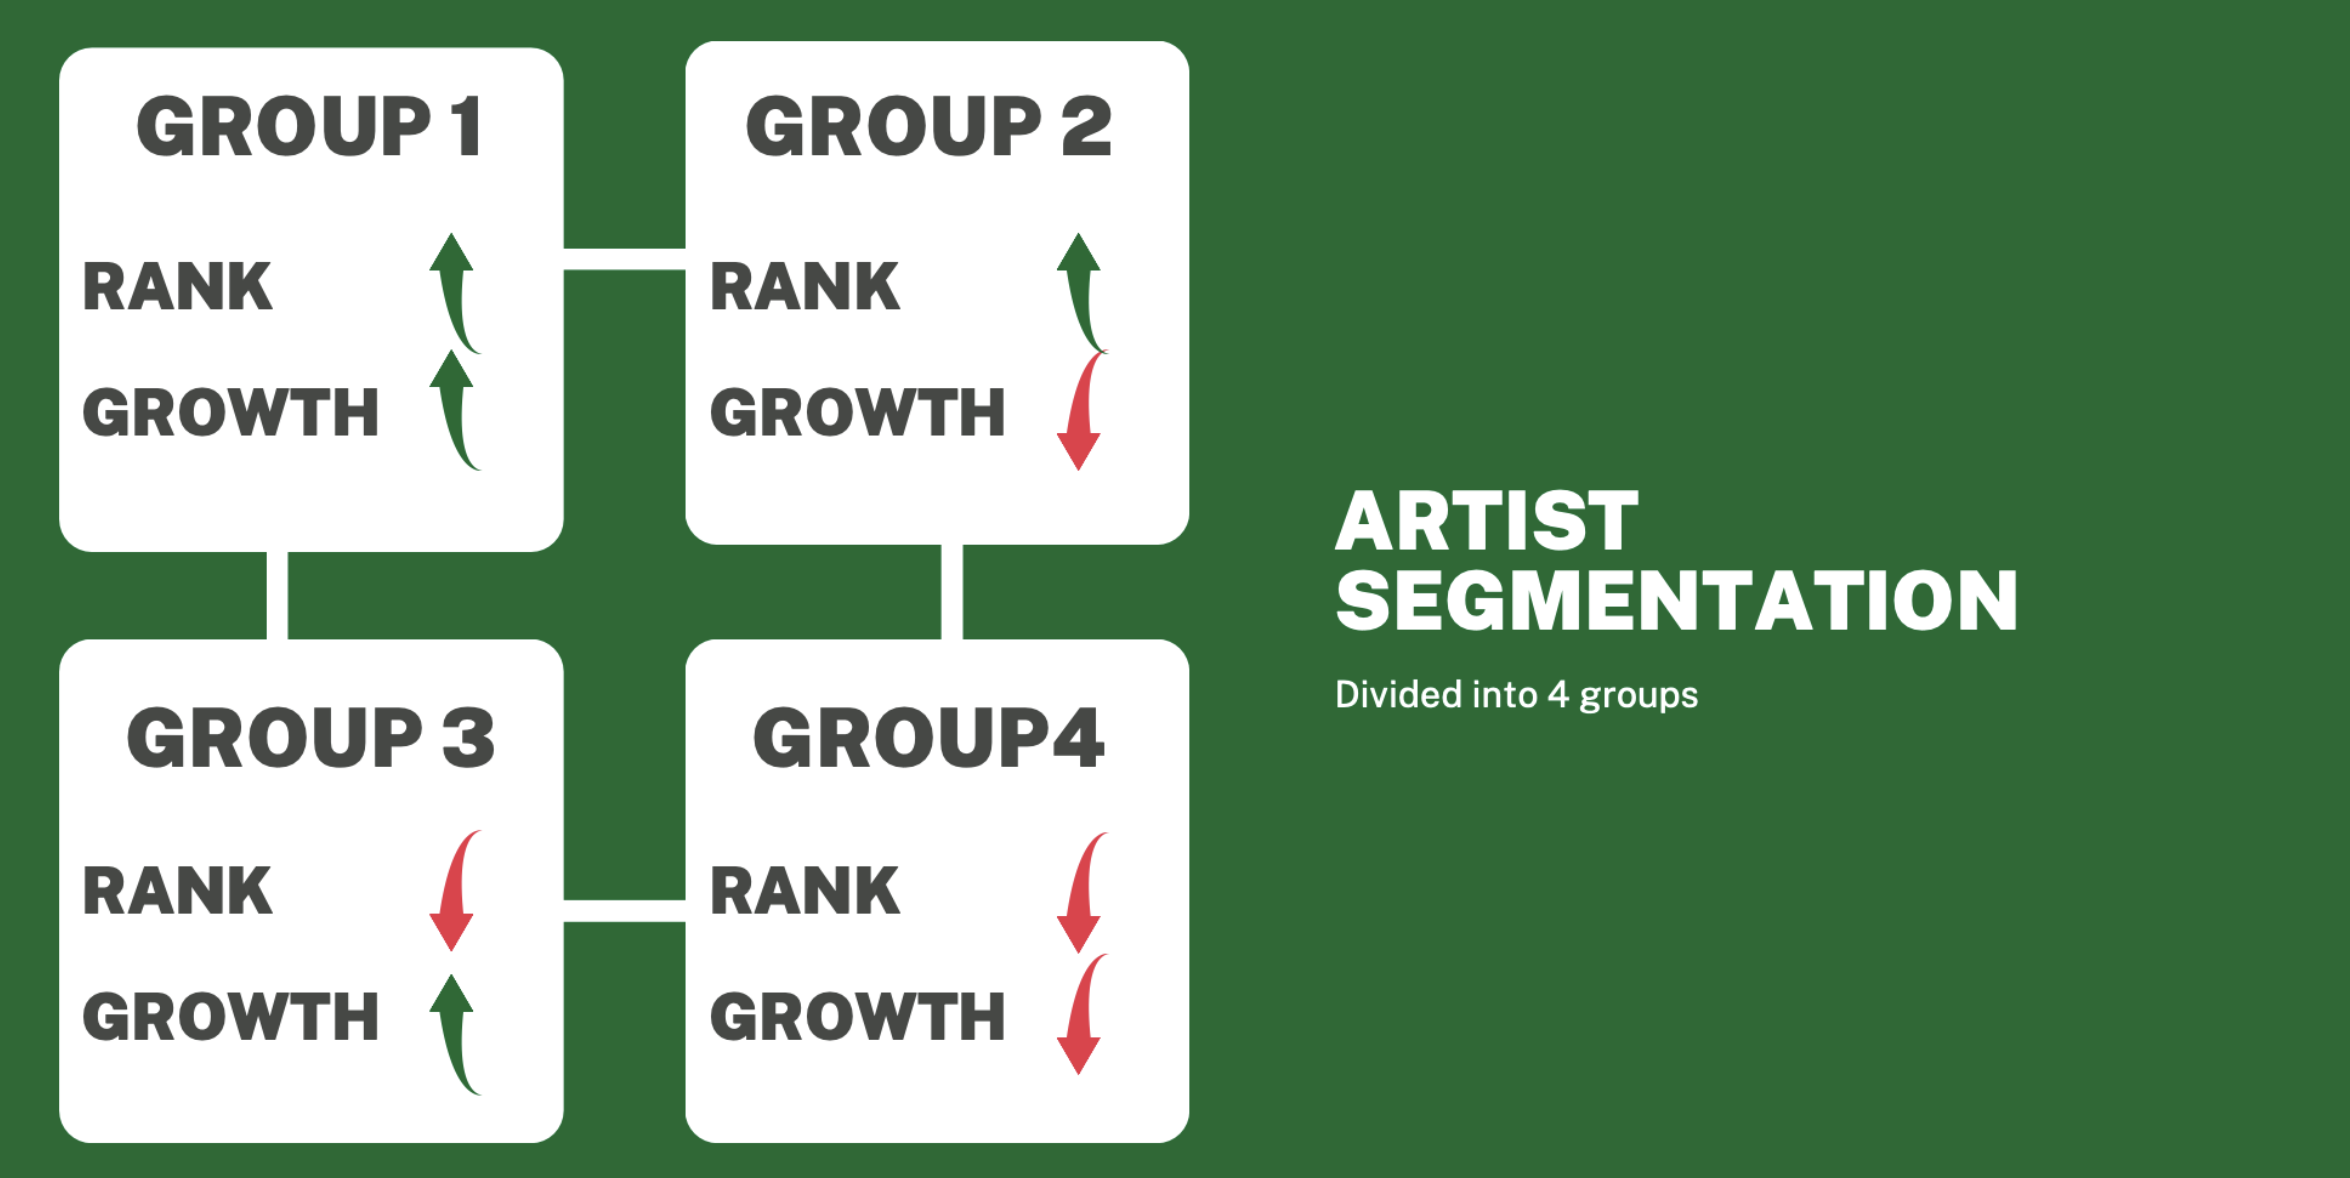 GROUP 1
RANK
GROWTH
GROUP 2
RANK
GROWTH
GROUP 3
RANK
GROWTH
GROUP4
RANK
GROWTH
ARTIST
SEGMENTATION
Divided into 4 groups